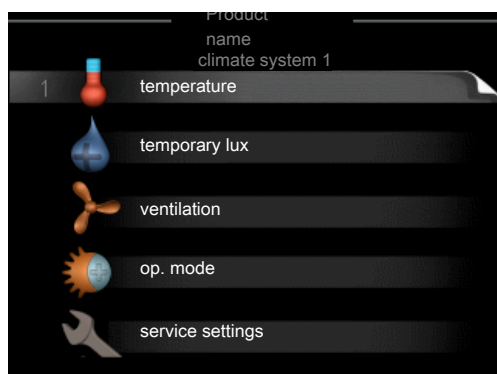 Product
name
climate system 1
1
temperature
temporary lux
ventilation
op. mode
service settings